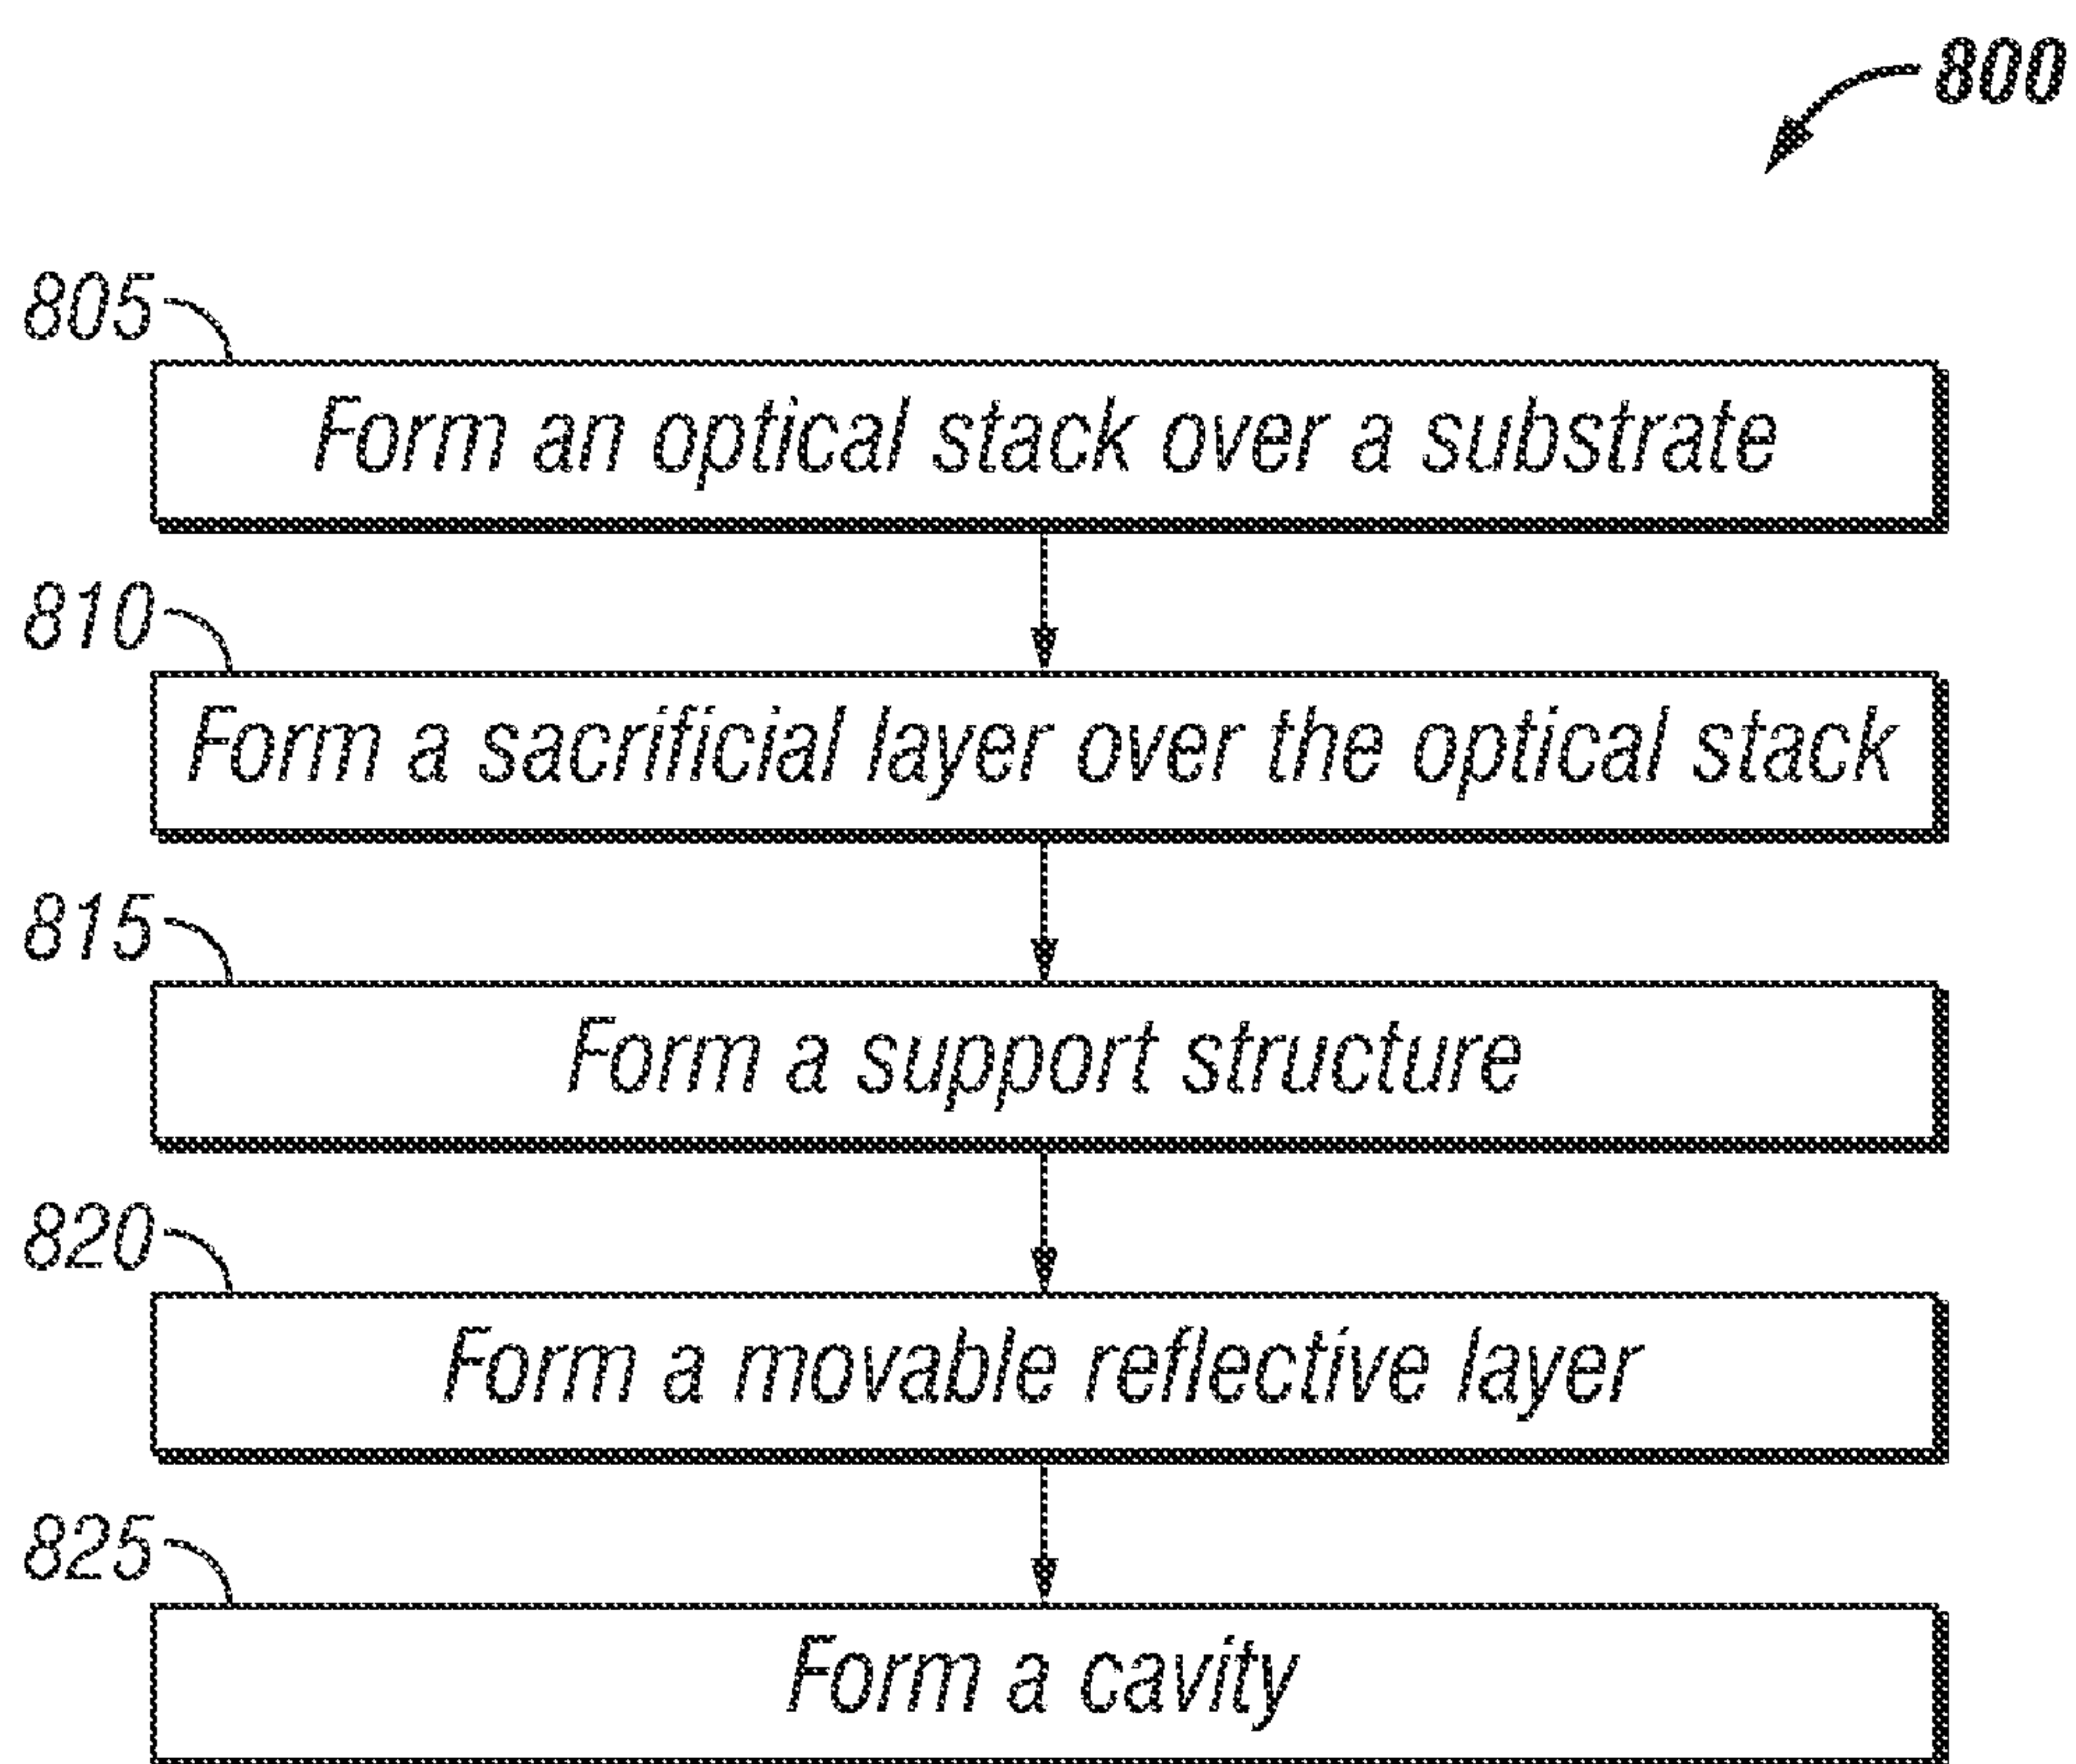 800
805
Form an optical stack over a substrate
810
Form a sacrificial layer over the optical stack
815
Form a support structure
820
Form a movable reflective layer
825
Form a cavity